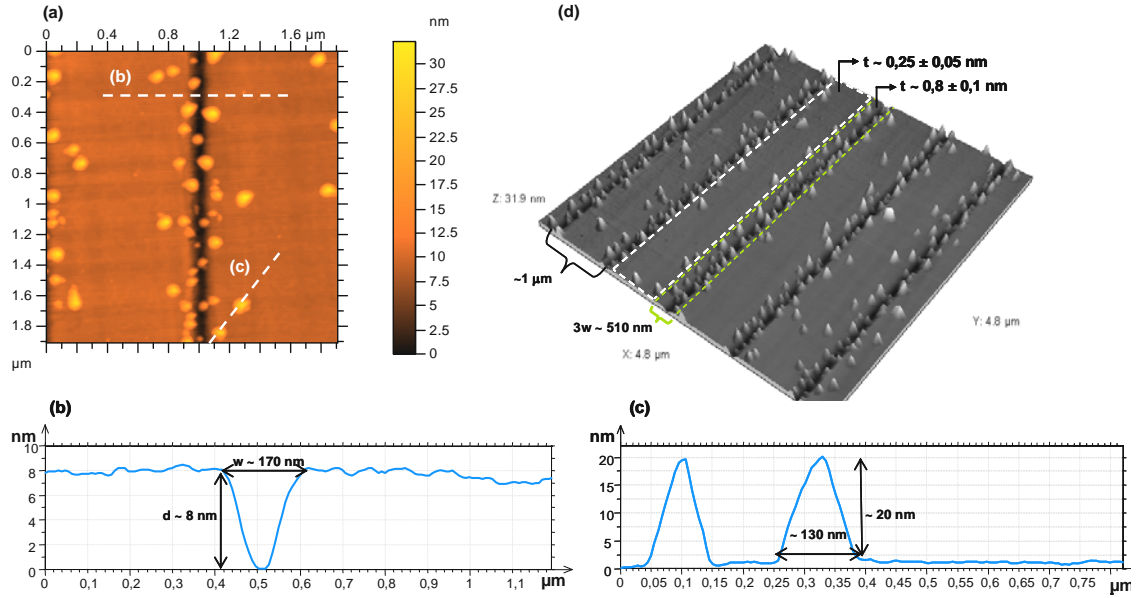 (a)
nm
0 0.4 0.8 1.2 1.6 µm
0
0.2
0.4
0.6
0.8
1
1.2
1.4
1.6
1.8
µm
(b)
(c)
30
27.5
25
22.5
20
17.5
15
12.5
10
7.5
5
2.5
0
(d)
t ~ 0,25 ± 0,05 nm
t ~ 0,8 ± 0,1 nm
Z: 31.9 nm
~1 µm
3w ~ 510 nm
X: 4.8 µm
Y: 4.8 µm
(b)
nm
10
8
6
4
2
0
w ~ 170 nm
d ~ 8 nm
0 0,1 0,2 0,3 0,4 0,5 0,6 0,7 0,8 0,9 1 1,1 µm
(c)
nm
20
15
10
5
0
~ 20 nm
~ 130 nm
0 0,05 0,1 0,15 0,2 0,25 0,3 0,35 0,4 0,45 0,5 0,55 0,6 0,65 0,7 0,75 µm